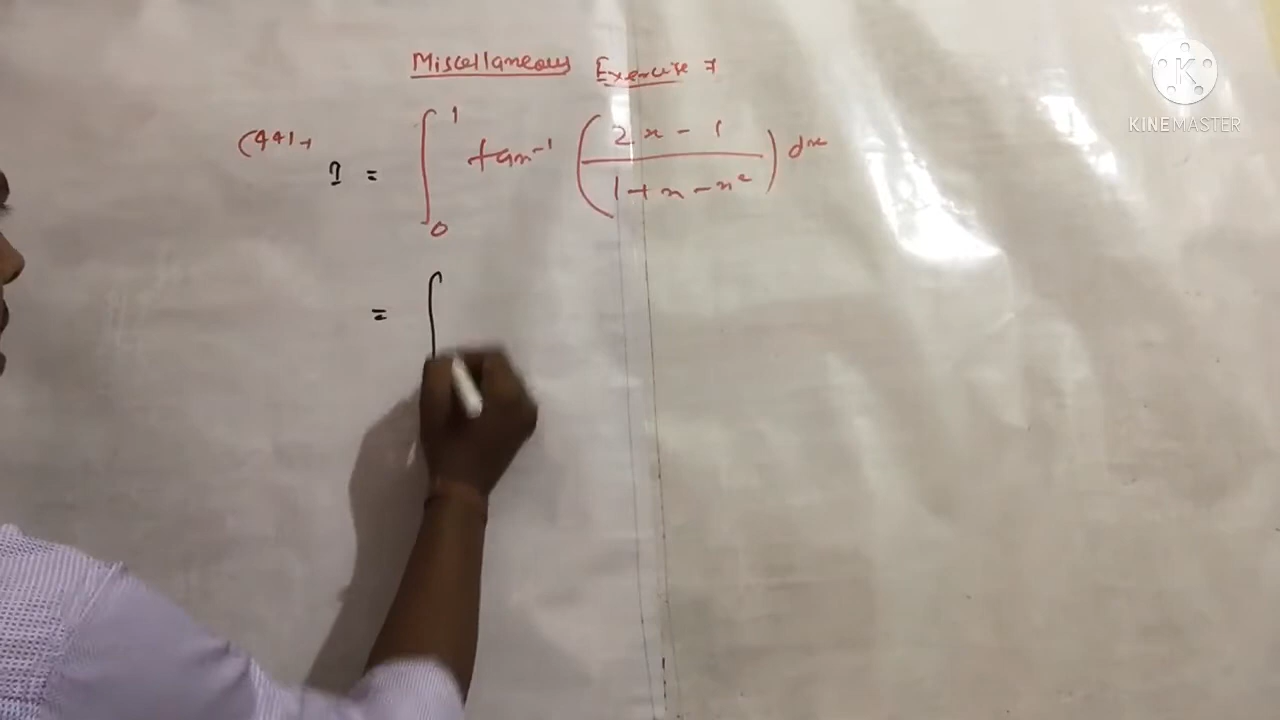 Miscellaneous Exercise 7
KINEMASTER
(44)→ I = ∫₀¹ tan⁻¹ ( (2x - 1) / (1 + x - x²) ) dx
= ∫